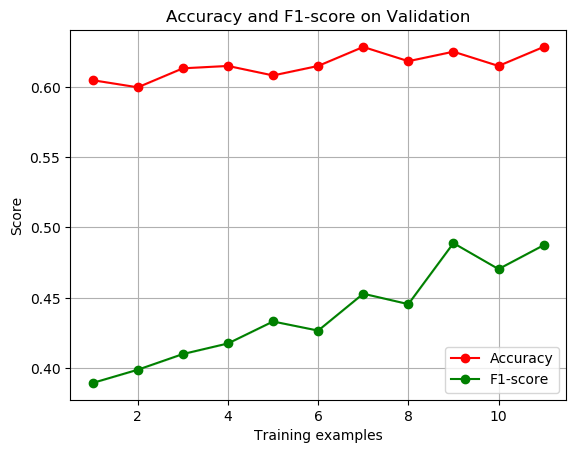 Accuracy and F1-score on Validation
Score
0.60
0.55
0.50
0.45
0.40
Accuracy
F1-score
2
4
6
8
10
Training examples